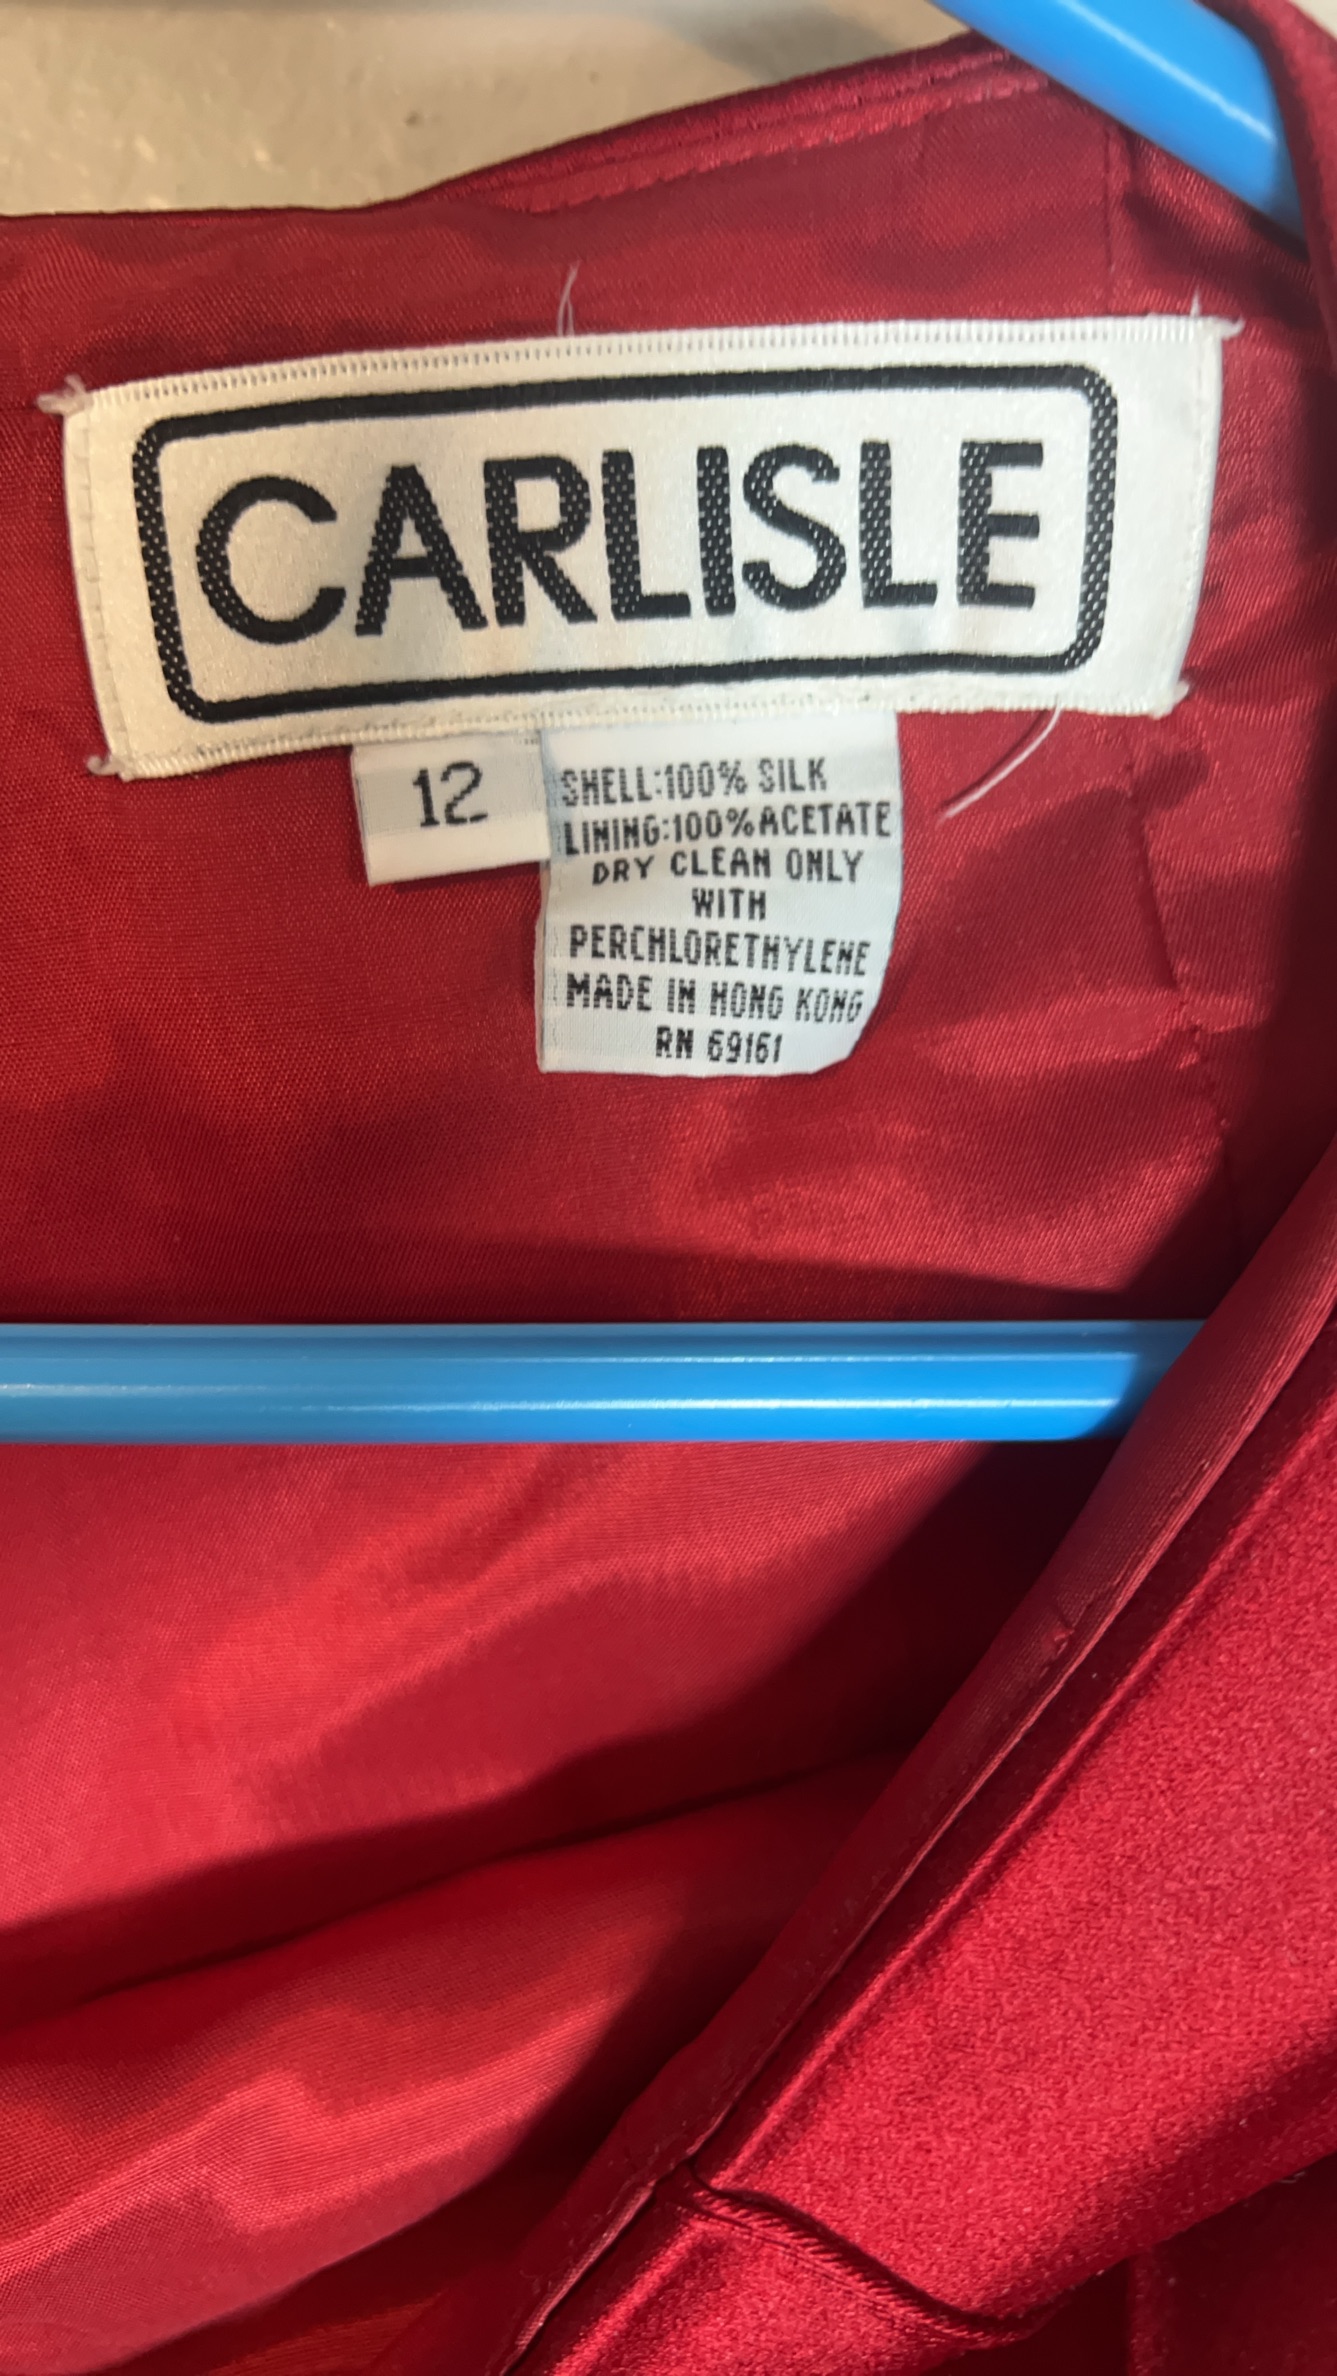 CARLISLE
12
SHELL:100% SILK
LINING:100%ACETATE
DRY CLEAN ONLY
WITH
PERCHLORETHYLENE
MADE IN HONG KONG
RN 69161